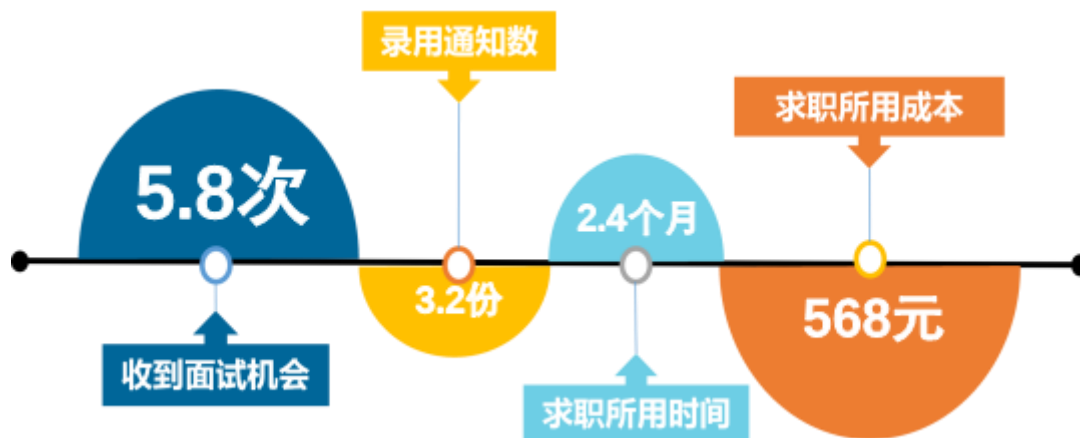 录用通知数
求职所用成本
5.8次
2.4个月
3.2份
568元
收到面试机会
求职所用时间